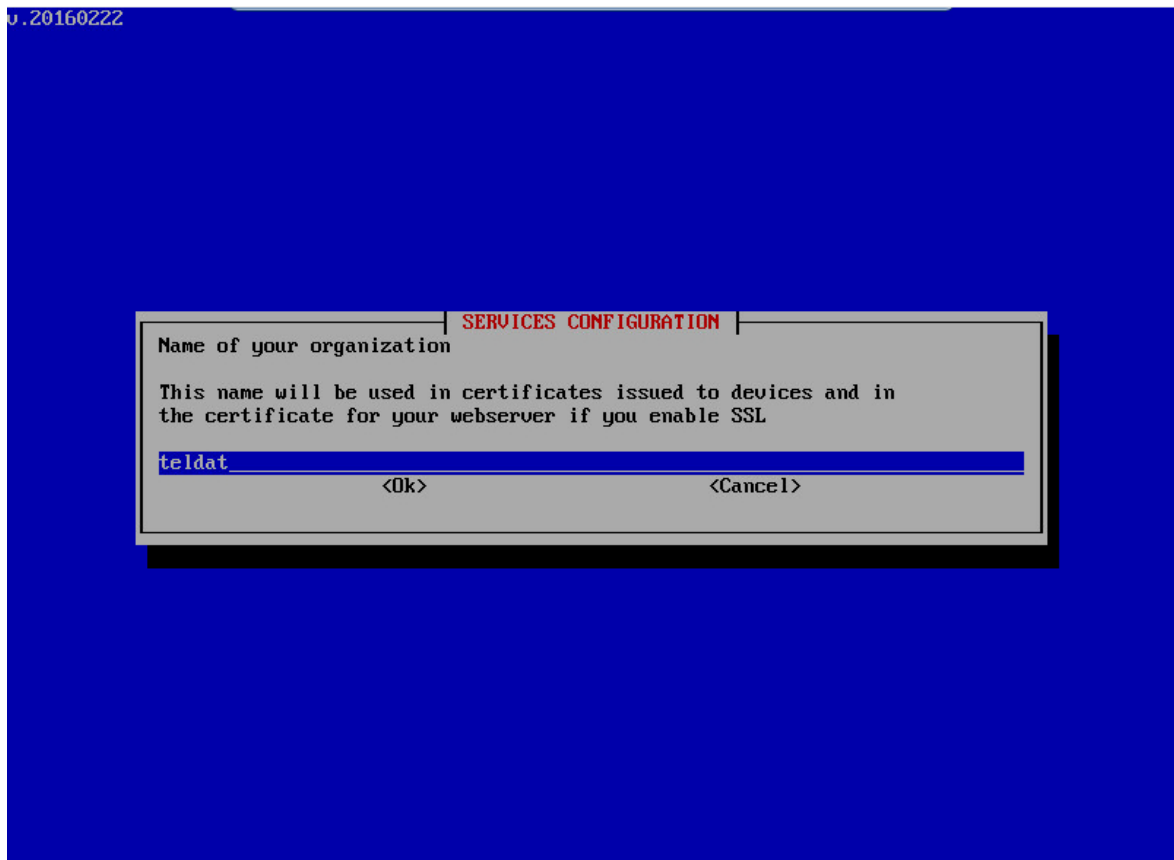 v.20160222
SERVICES CONFIGURATION
Name of your organization
This name will be used in certificates issued to devices and in
the certificate for your webserver if you enable SSL
teldat
<Ok> <Cancel>